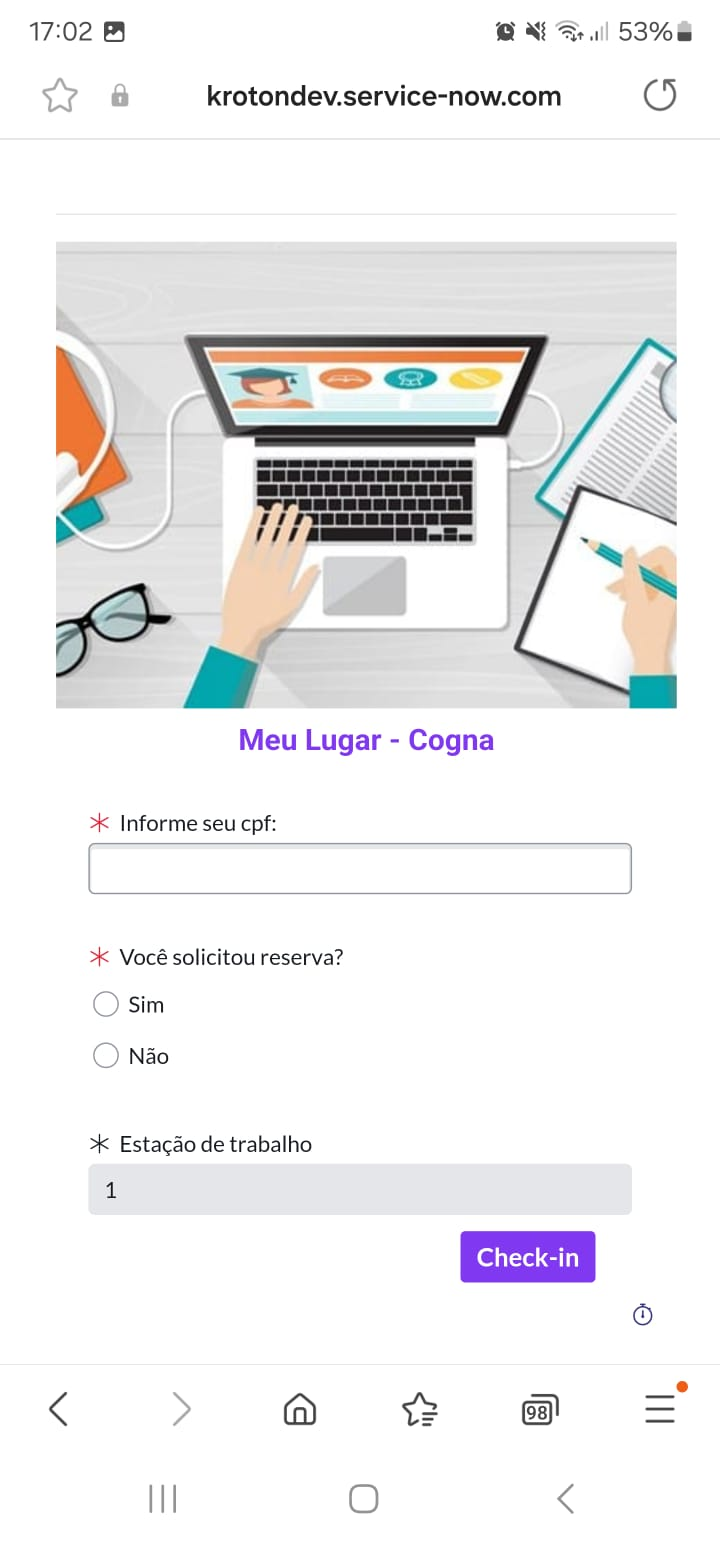 17:02
53%
krotondev.service-now.com
Meu Lugar - Cogna
* Informe seu cpf:
* Você solicitou reserva?
Sim
Não
* Estação de trabalho
1
Check-in
98